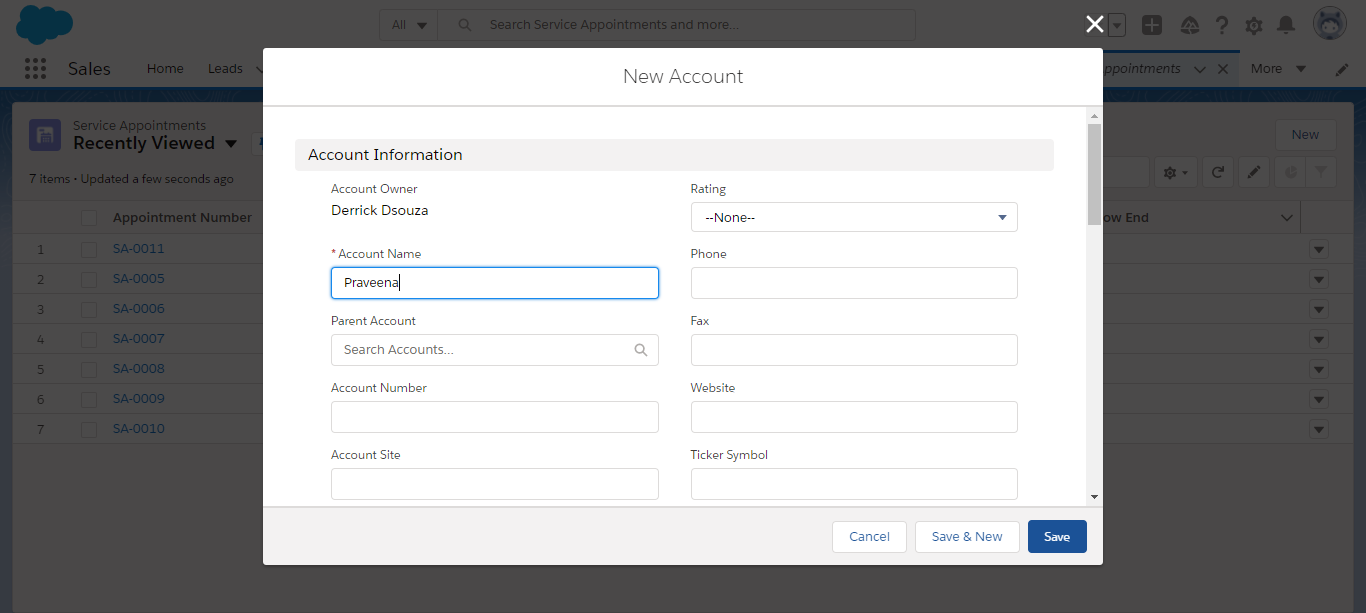 All
Search Service Appointments and more...
Sales
Home
Leads
ppointments
More
Service Appointments
Recently Viewed
7 items • Updated a few seconds ago
New
Appointment Number
ow End
1 SA-0011
2 SA-0005
3 SA-0006
4 SA-0007
5 SA-0008
6 SA-0009
7 SA-0010
New Account
Account Information
Account Owner
Derrick Dsouza
Rating
--None--
* Account Name
Praveena
Phone
Parent Account
Search Accounts...
Fax
Account Number
Website
Account Site
Ticker Symbol
Cancel
Save & New
Save